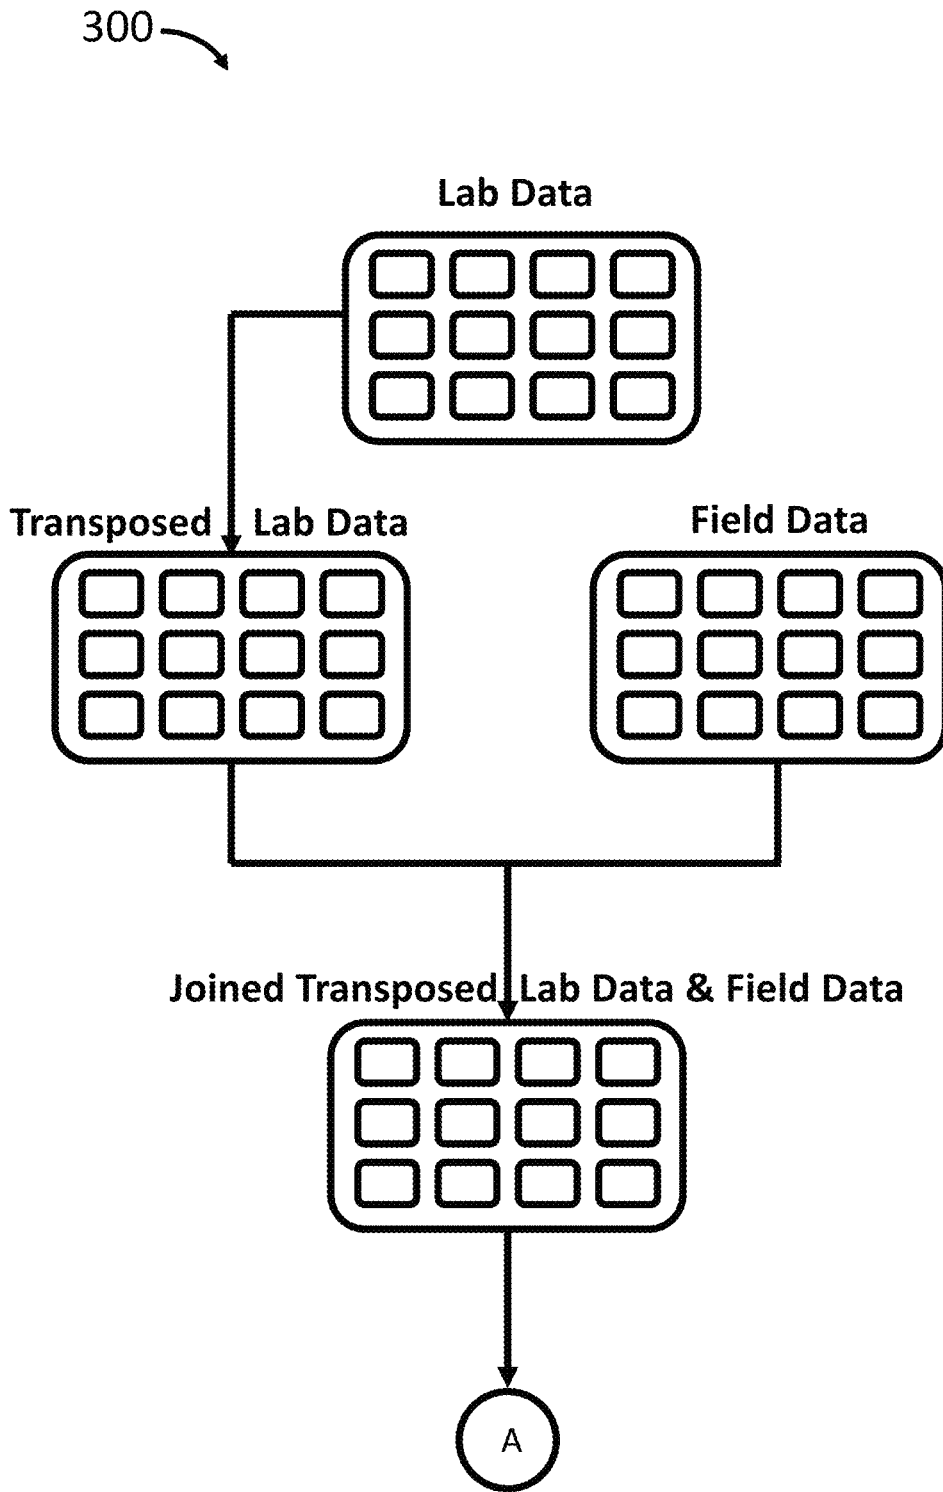 300
Lab Data
Transposed Lab Data
Field Data
Joined Transposed Lab Data & Field Data
A